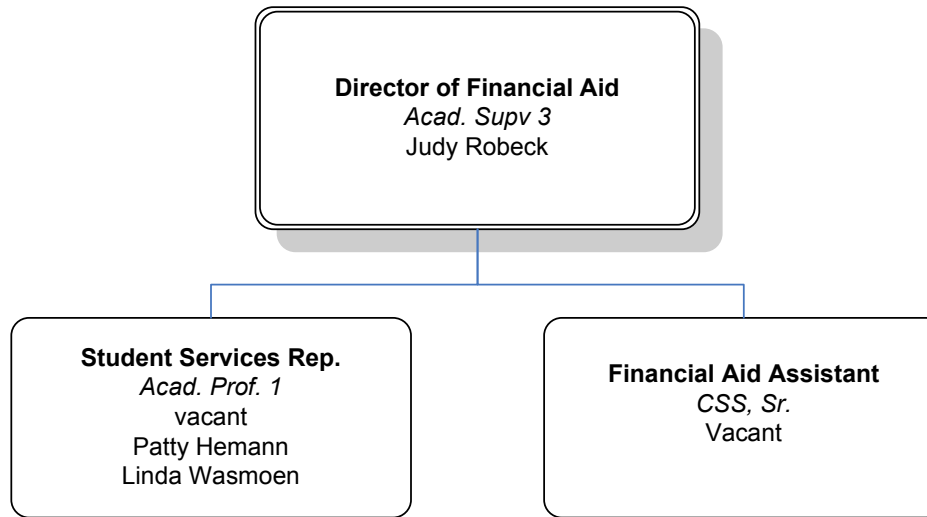 Director of Financial Aid
Acad. Supv 3
Judy Robeck
Student Services Rep.
Acad. Prof. 1
vacant
Patty Hemann
Linda Wasmoen
Financial Aid Assistant
CSS, Sr.
Vacant